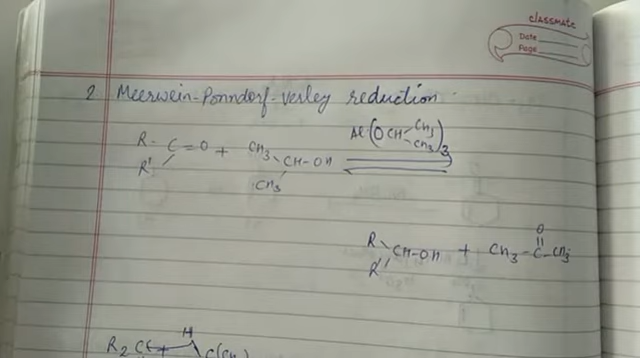 classmate
Date
Page
2 Meerwein-Ponndorf-Verley reduction.
R
R' C=O + CH3 CH3 CH-OH Al(OCH CH3 CH3)3
R R' CH-OH + CH3-C-CH3
O
H
R2C